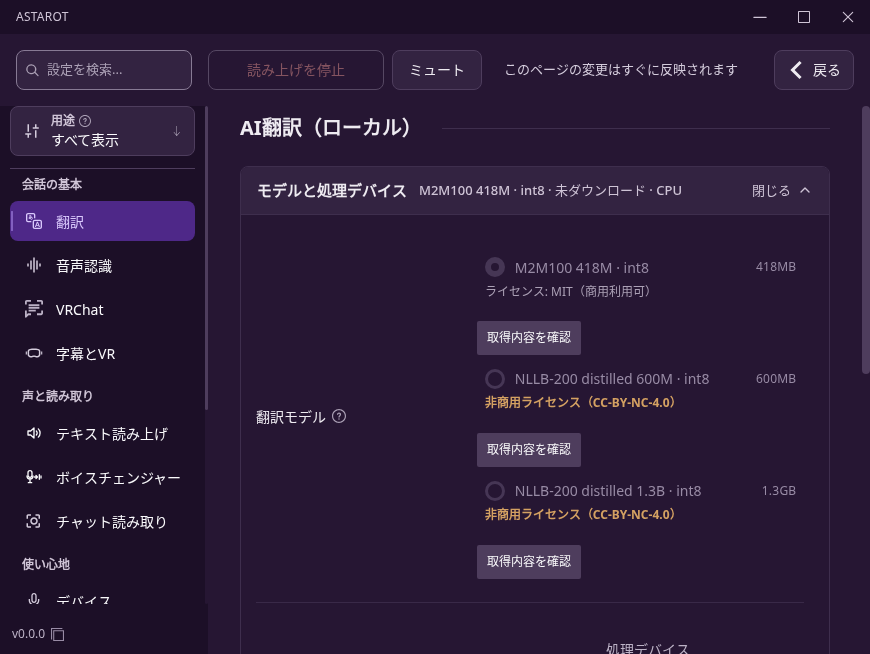 ASTAROT
設定を検索...
読み上げを停止
ミュート
このページの変更はすぐに反映されます
戻る
用途
すべて表示
会話の基本
翻訳
音声認識
VRChat
字幕とVR
声と読み取り
テキスト読み上げ
ボイスチェンジャー
チャット読み取り
使い心地
デバイス
v0.0.0
AI翻訳（ローカル）
モデルと処理デバイス M2M100 418M · int8 · 未ダウンロード · CPU 閉じる
翻訳モデル
M2M100 418M · int8 418MB
ライセンス: MIT（商用利用可）
取得内容を確認
NLLB-200 distilled 600M · int8 600MB
非商用ライセンス（CC-BY-NC-4.0）
取得内容を確認
NLLB-200 distilled 1.3B · int8 1.3GB
非商用ライセンス（CC-BY-NC-4.0）
取得内容を確認
処理デバイス